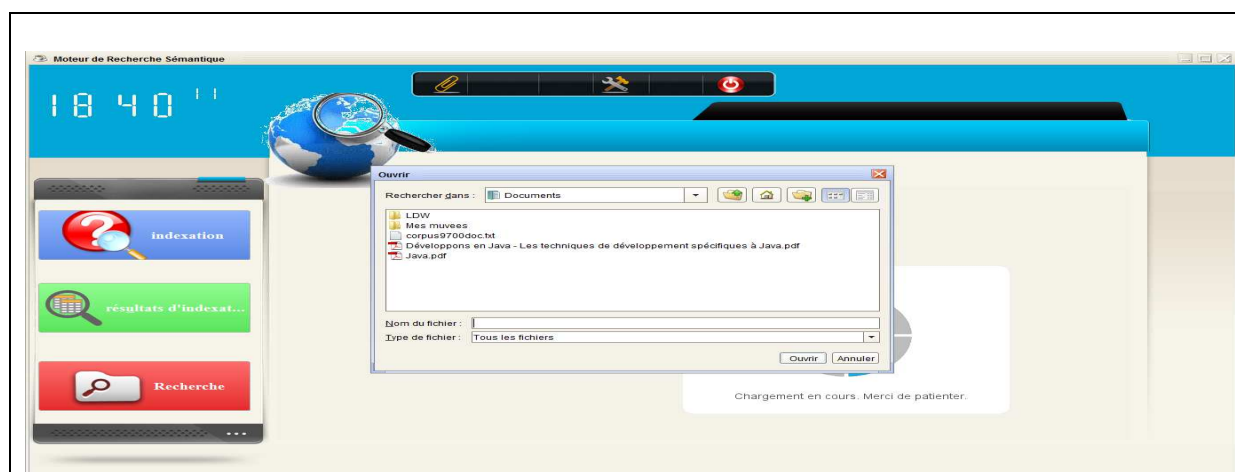 Moteur de Recherche Sémantique
18 40 11
Ouvrir
Rechercher dans : Documents
LDW
Mes muvees
corpus9700doc.txt
Développons en Java - Les techniques de développement spécifiques à Java.pdf
Java.pdf
indexation
résultats d'indexat...
Nom du fichier :
Type de fichier : Tous les fichiers
Ouvrir Annuler
Recherche
Chargement en cours. Merci de patienter.